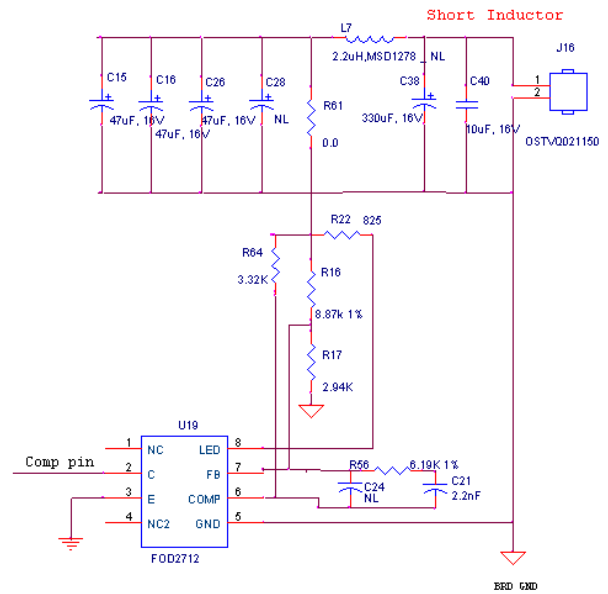 Short Inductor
L7
J16
2.2uH,MSD1278
NL
C15
C16
C26
C28
C38
C40
1
2
R61
47uF, 16V
47uF, 16V
47uF, 16V
NL
330uF, 16V
10uF, 16V
0.0
OSTVQ021150
R22
825
R64
3.32K
R16
8.87k 1%
R17
2.94K
U19
1
NC
LED
8
Comp pin
2
C
FB
7
R56
6.19K 1%
3
E
COMP
6
C24
NL
C21
2.2nF
4
NC2
GND
5
FOD2712
BRD GND